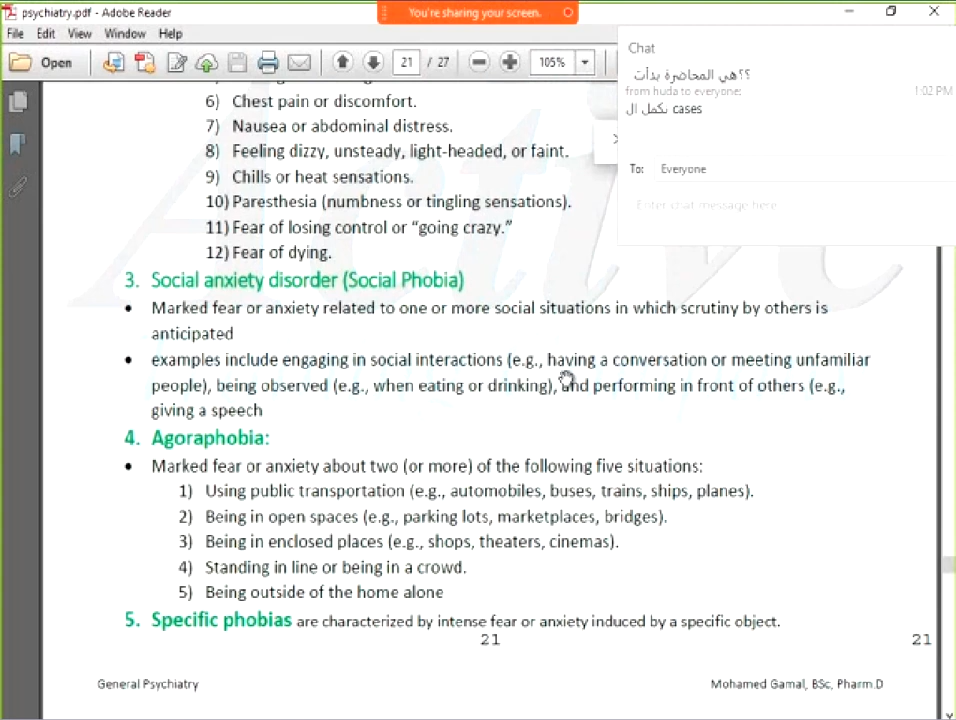 psychiatry.pdf - Adobe Reader
You're sharing your screen.
File Edit View Window Help
Open 21 / 27 105%
Chat
هي المحاضرة بدأت؟؟
from huda to everyone: 1:02 PM
نكمل ال cases
To: Everyone
Enter chat message here
6) Chest pain or discomfort.
7) Nausea or abdominal distress.
8) Feeling dizzy, unsteady, light-headed, or faint.
9) Chills or heat sensations.
10) Paresthesia (numbness or tingling sensations).
11) Fear of losing control or “going crazy.”
12) Fear of dying.
3. Social anxiety disorder (Social Phobia)
• Marked fear or anxiety related to one or more social situations in which scrutiny by others is
anticipated
• examples include engaging in social interactions (e.g., having a conversation or meeting unfamiliar
people), being observed (e.g., when eating or drinking), and performing in front of others (e.g.,
giving a speech
4. Agoraphobia:
• Marked fear or anxiety about two (or more) of the following five situations:
1) Using public transportation (e.g., automobiles, buses, trains, ships, planes).
2) Being in open spaces (e.g., parking lots, marketplaces, bridges).
3) Being in enclosed places (e.g., shops, theaters, cinemas).
4) Standing in line or being in a crowd.
5) Being outside of the home alone
5. Specific phobias are characterized by intense fear or anxiety induced by a specific object.
21 21
General Psychiatry Mohamed Gamal, BSc, Pharm.D
Active